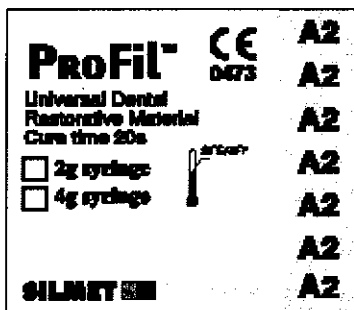 PROFIL™
CE
0473
Universal Dental
Restorative Material
Cure time 20s
2g syringe
4g syringe
SILMET
A2
A2
A2
A2
A2
A2
A2